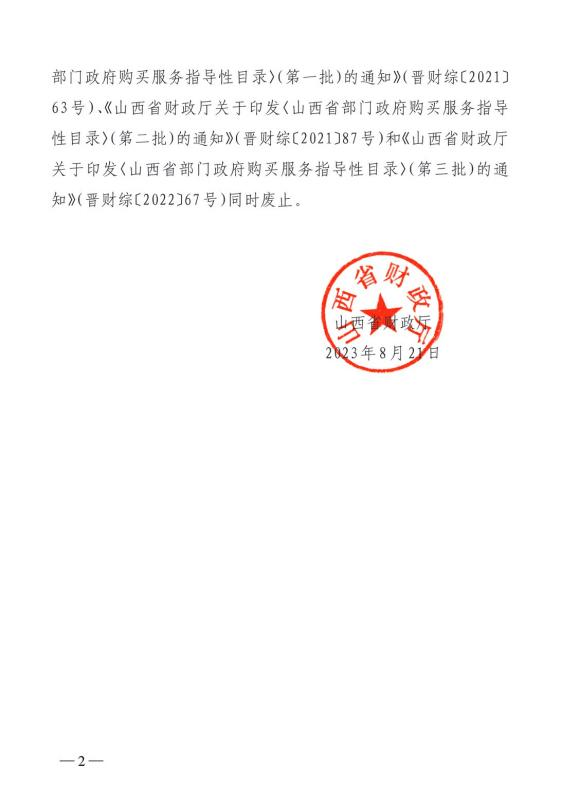 部门政府购买服务指导性目录〉(第一批)的通知》(晋财综〔2021〕
63号)、《山西省财政厅关于印发〈山西省部门政府购买服务指导
性目录〉(第二批)的通知》(晋财综〔2021〕87号)和《山西省财政厅
关于印发〈山西省部门政府购买服务指导性目录〉(第三批)的通
知》(晋财综〔2022〕67号)同时废止。
山西省财政厅
山西省财政厅
2023年8月21日
—2—